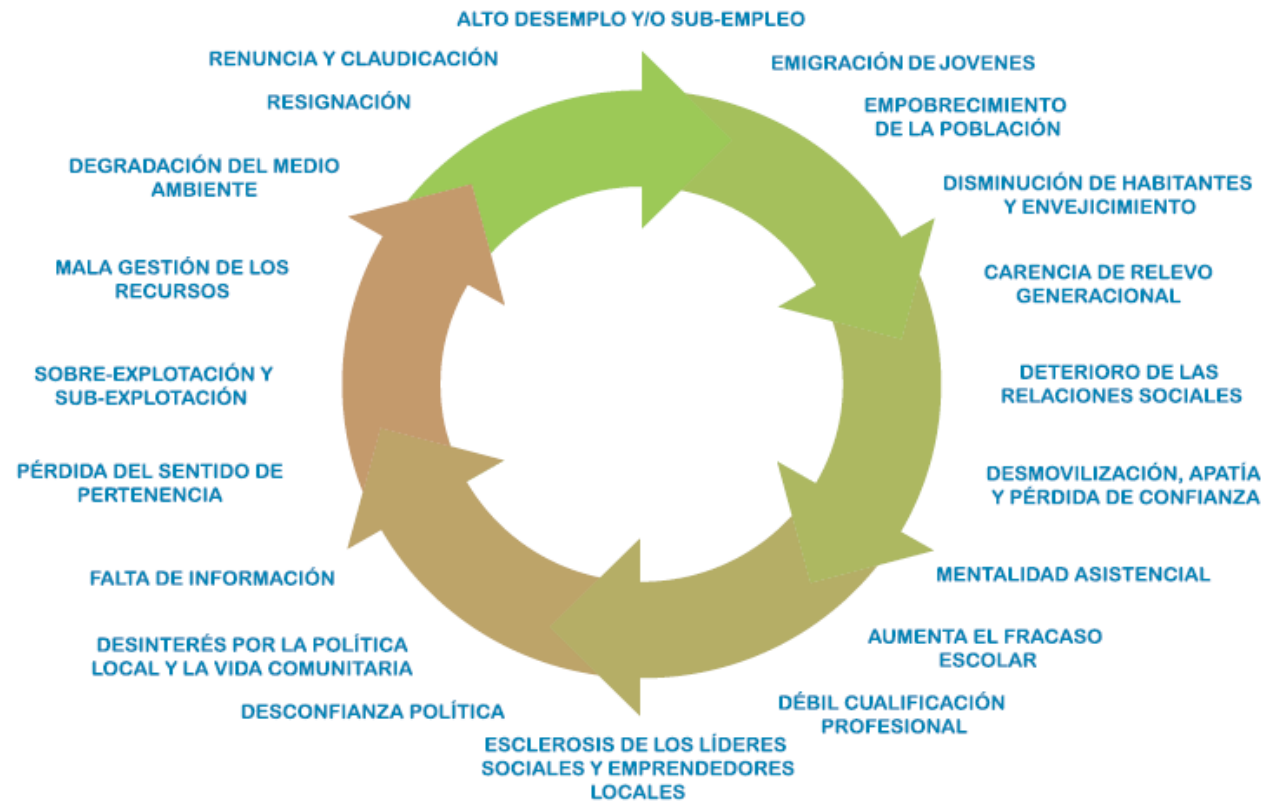 ALTO DESEMPLO Y/O SUB-EMPLEO
EMIGRACIÓN DE JOVENES
EMPOBRECIMIENTO
DE LA POBLACIÓN
DISMINUCIÓN DE HABITANTES
Y ENVEJICIMIENTO
CARENCIA DE RELEVO
GENERACIONAL
DETERIORO DE LAS
RELACIONES SOCIALES
DESMOVILIZACIÓN, APATÍA
Y PÉRDIDA DE CONFIANZA
MENTALIDAD ASISTENCIAL
AUMENTA EL FRACASO
ESCOLAR
DÉBIL CUALIFICACIÓN
PROFESIONAL
ESCLEROSIS DE LOS LÍDERES
SOCIALES Y EMPRENDEDORES
LOCALES
DESCONFIANZA POLÍTICA
DESINTERÉS POR LA POLÍTICA
LOCAL Y LA VIDA COMUNITARIA
FALTA DE INFORMACIÓN
PÉRDIDA DEL SENTIDO DE
PERTENENCIA
SOBRE-EXPLOTACIÓN Y
SUB-EXPLOTACIÓN
MALA GESTIÓN DE LOS
RECURSOS
DEGRADACIÓN DEL MEDIO
AMBIENTE
RESIGNACIÓN
RENUNCIA Y CLAUDICACIÓN